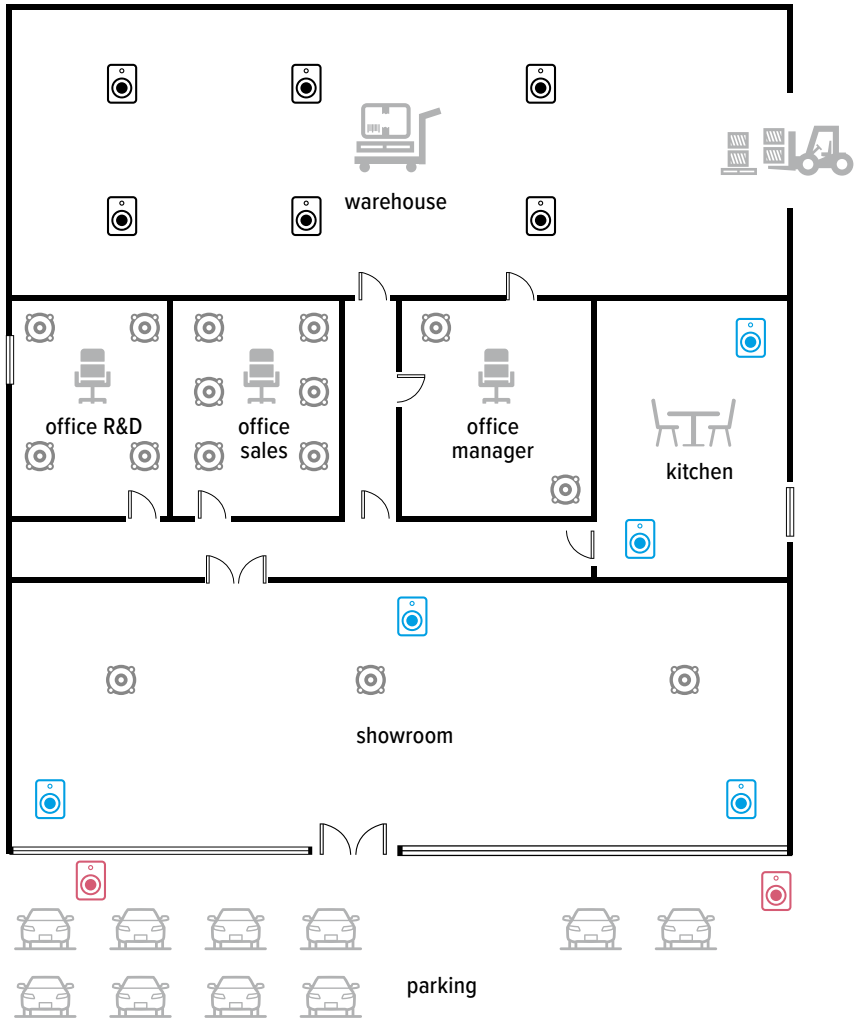 warehouse
office R&D
office
sales
office
manager
kitchen
showroom
parking